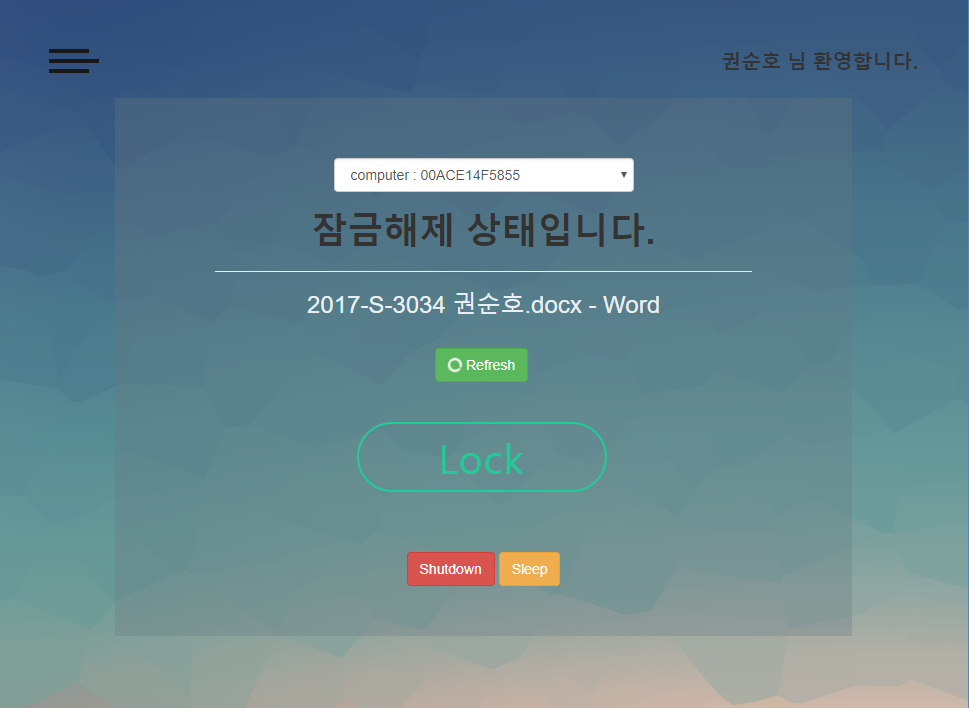 권순호 님 환영합니다.
computer : 00ACE14F5855
잠금해제 상태입니다.
2017-S-3034 권순호.docx - Word
Refresh
Lock
Shutdown Sleep